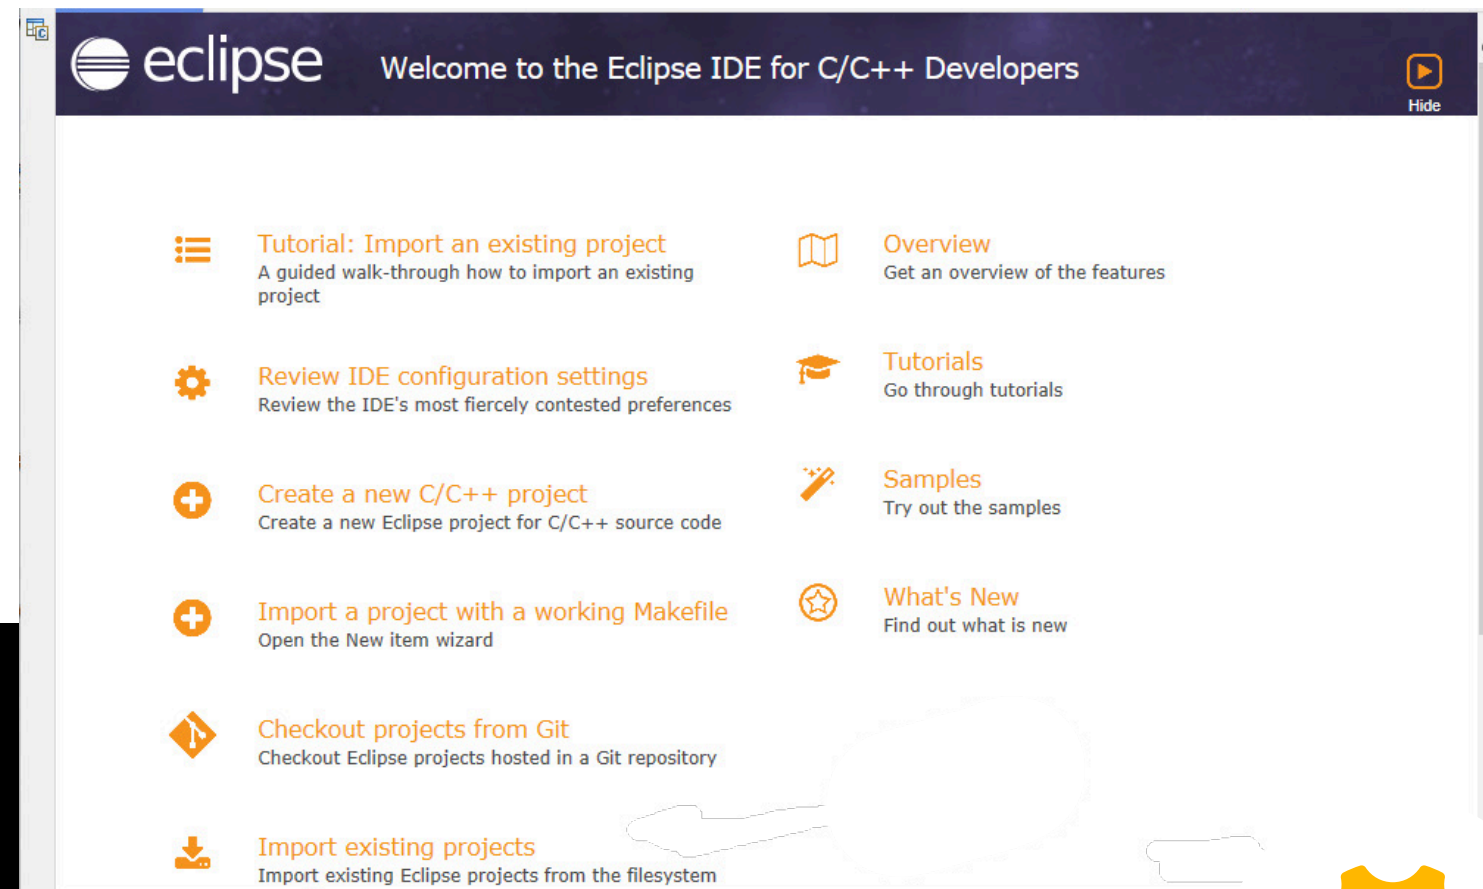 eclipse
Welcome to the Eclipse IDE for C/C++ Developers
Hide
Tutorial: Import an existing project
A guided walk-through how to import an existing
project
Review IDE configuration settings
Review the IDE's most fiercely contested preferences
Create a new C/C++ project
Create a new Eclipse project for C/C++ source code
Import a project with a working Makefile
Open the New item wizard
Checkout projects from Git
Checkout Eclipse projects hosted in a Git repository
Import existing projects
Import existing Eclipse projects from the filesystem
Overview
Get an overview of the features
Tutorials
Go through tutorials
Samples
Try out the samples
What's New
Find out what is new